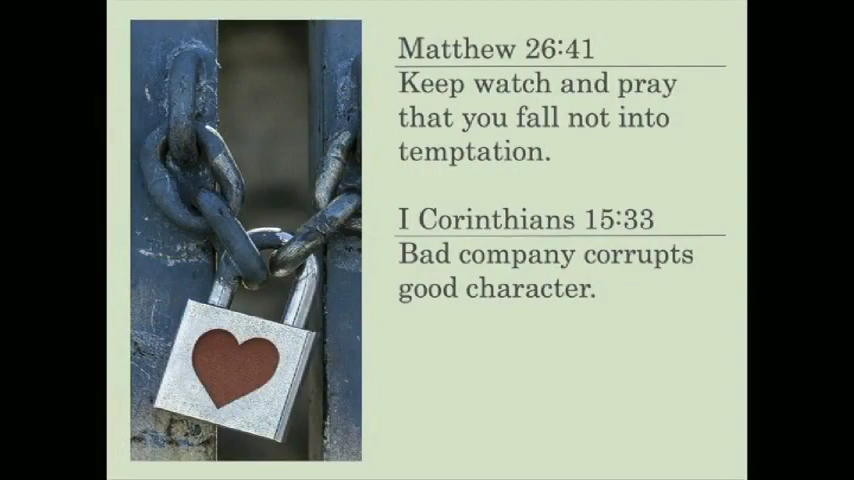 Matthew 26:41
Keep watch and pray
that you fall not into
temptation.
I Corinthians 15:33
Bad company corrupts
good character.